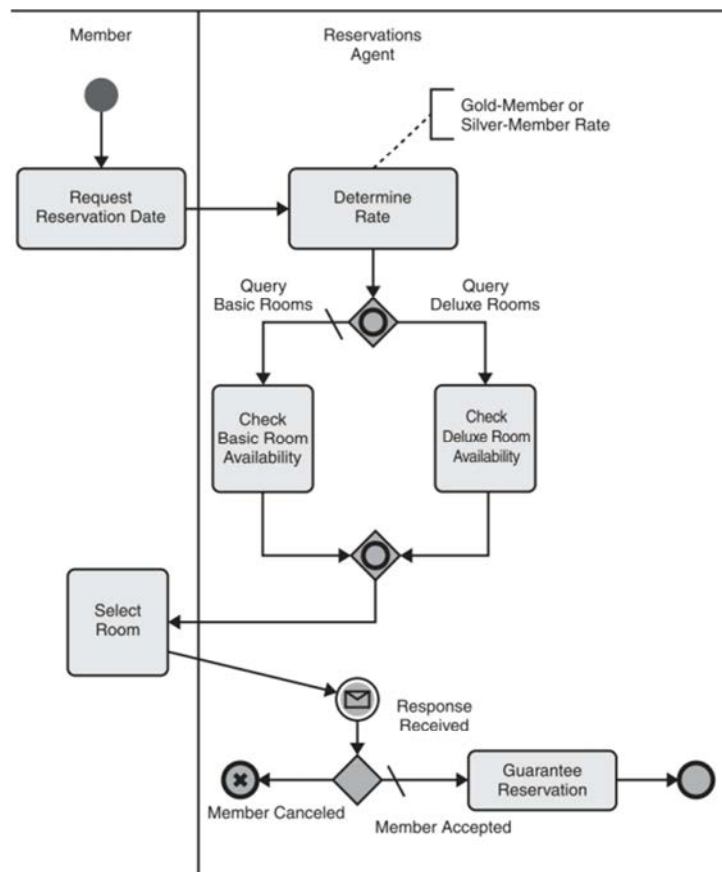 Member
Reservations
Agent
Gold-Member or
Silver-Member Rate
Request
Reservation Date
Determine
Rate
Query
Basic Rooms
Query
Deluxe Rooms
Check
Basic Room
Availability
Check
Deluxe Room
Availability
Select
Room
Response
Received
Guarantee
Reservation
Member Canceled
Member Accepted